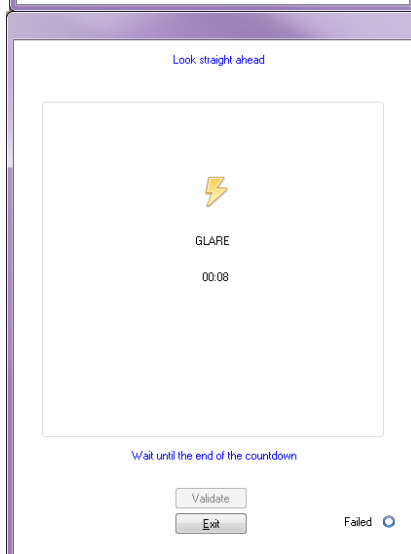 Look straight ahead
GLARE
00:08
Wait until the end of the countdown
Validate
Exit
Failed